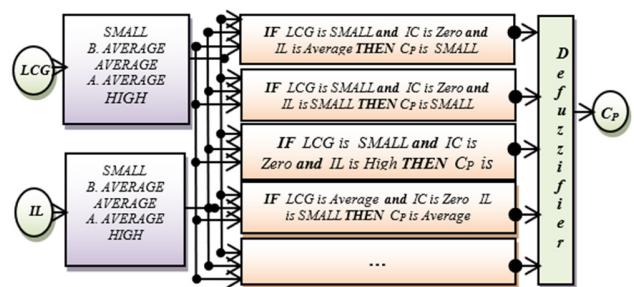 LCG
SMALL
B. AVERAGE
AVERAGE
A. AVERAGE
HIGH
IL
SMALL
B. AVERAGE
AVERAGE
A. AVERAGE
HIGH
IF LCG is SMALL and IC is Zero and
IL is Average THEN CP is SMALL
IF LCG is SMALL and IC is Zero and
IL is SMALL THEN CP is SMALL
IF LCG is SMALL and IC is
Zero and IL is High THEN CP is
IF LCG is Average and IC is Zero IL
is SMALL THEN CP is Average
...
Defuzzifier
CP